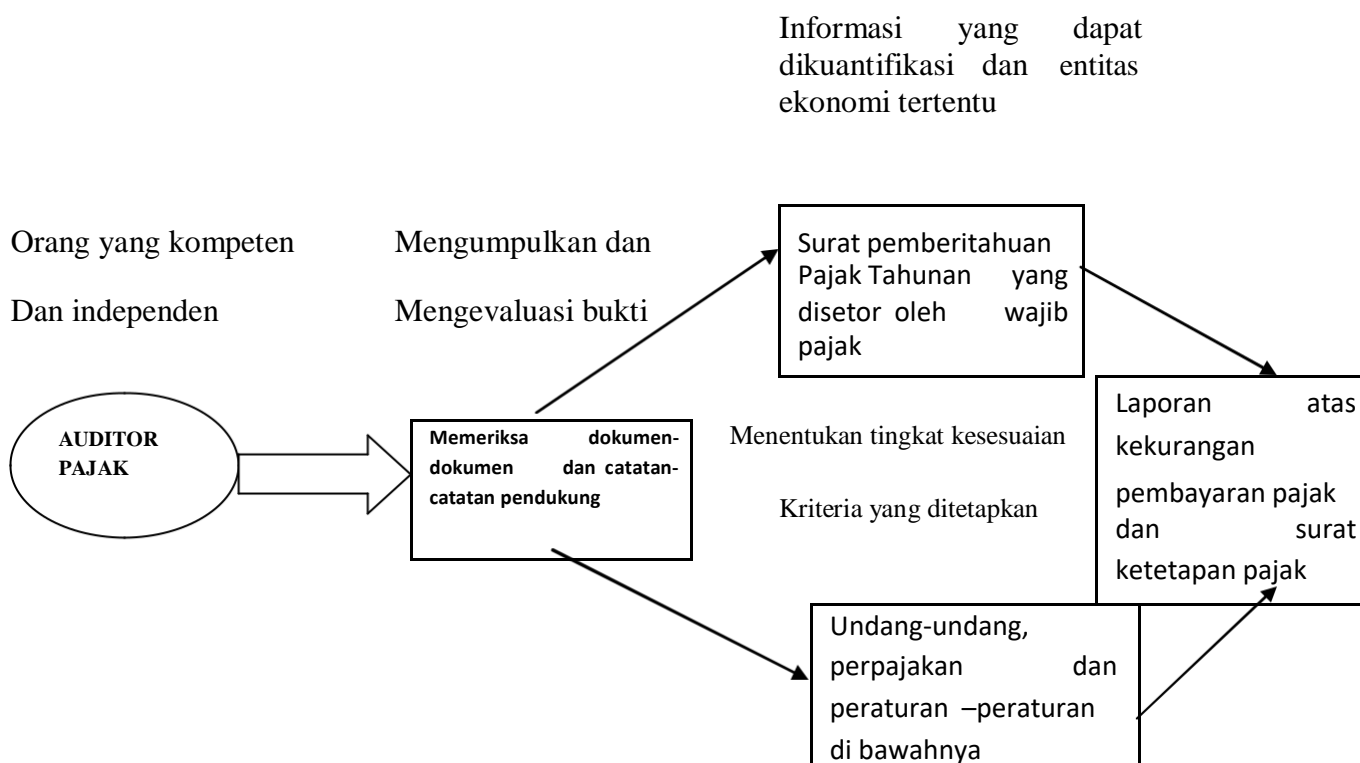 Informasi yang dapat
dikuantifikasi dan entitas
ekonomi tertentu
Orang yang kompeten
Dan independen
Mengumpulkan dan
Mengevaluasi bukti
Surat pemberitahuan
Pajak Tahunan yang
disetor oleh wajib
pajak
AUDITOR
PAJAK
Memeriksa dokumen-
dokumen dan catatan-
catatan pendukung
Menentukan tingkat kesesuaian
Kriteria yang ditetapkan
Laporan atas
kekurangan
pembayaran pajak
dan surat
ketetapan pajak
Undang-undang,
perpajakan dan
peraturan –peraturan
di bawahnya